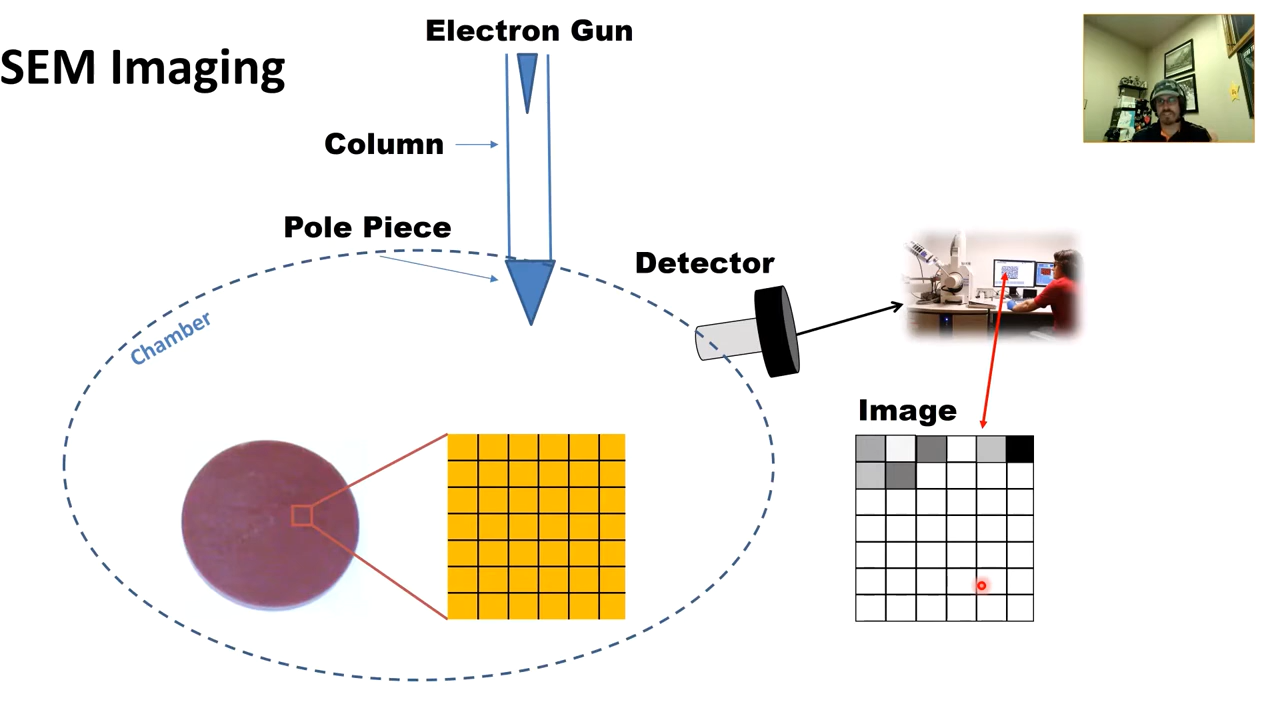 Electron Gun
SEM Imaging
Column
Pole Piece
Detector
Chamber
Image